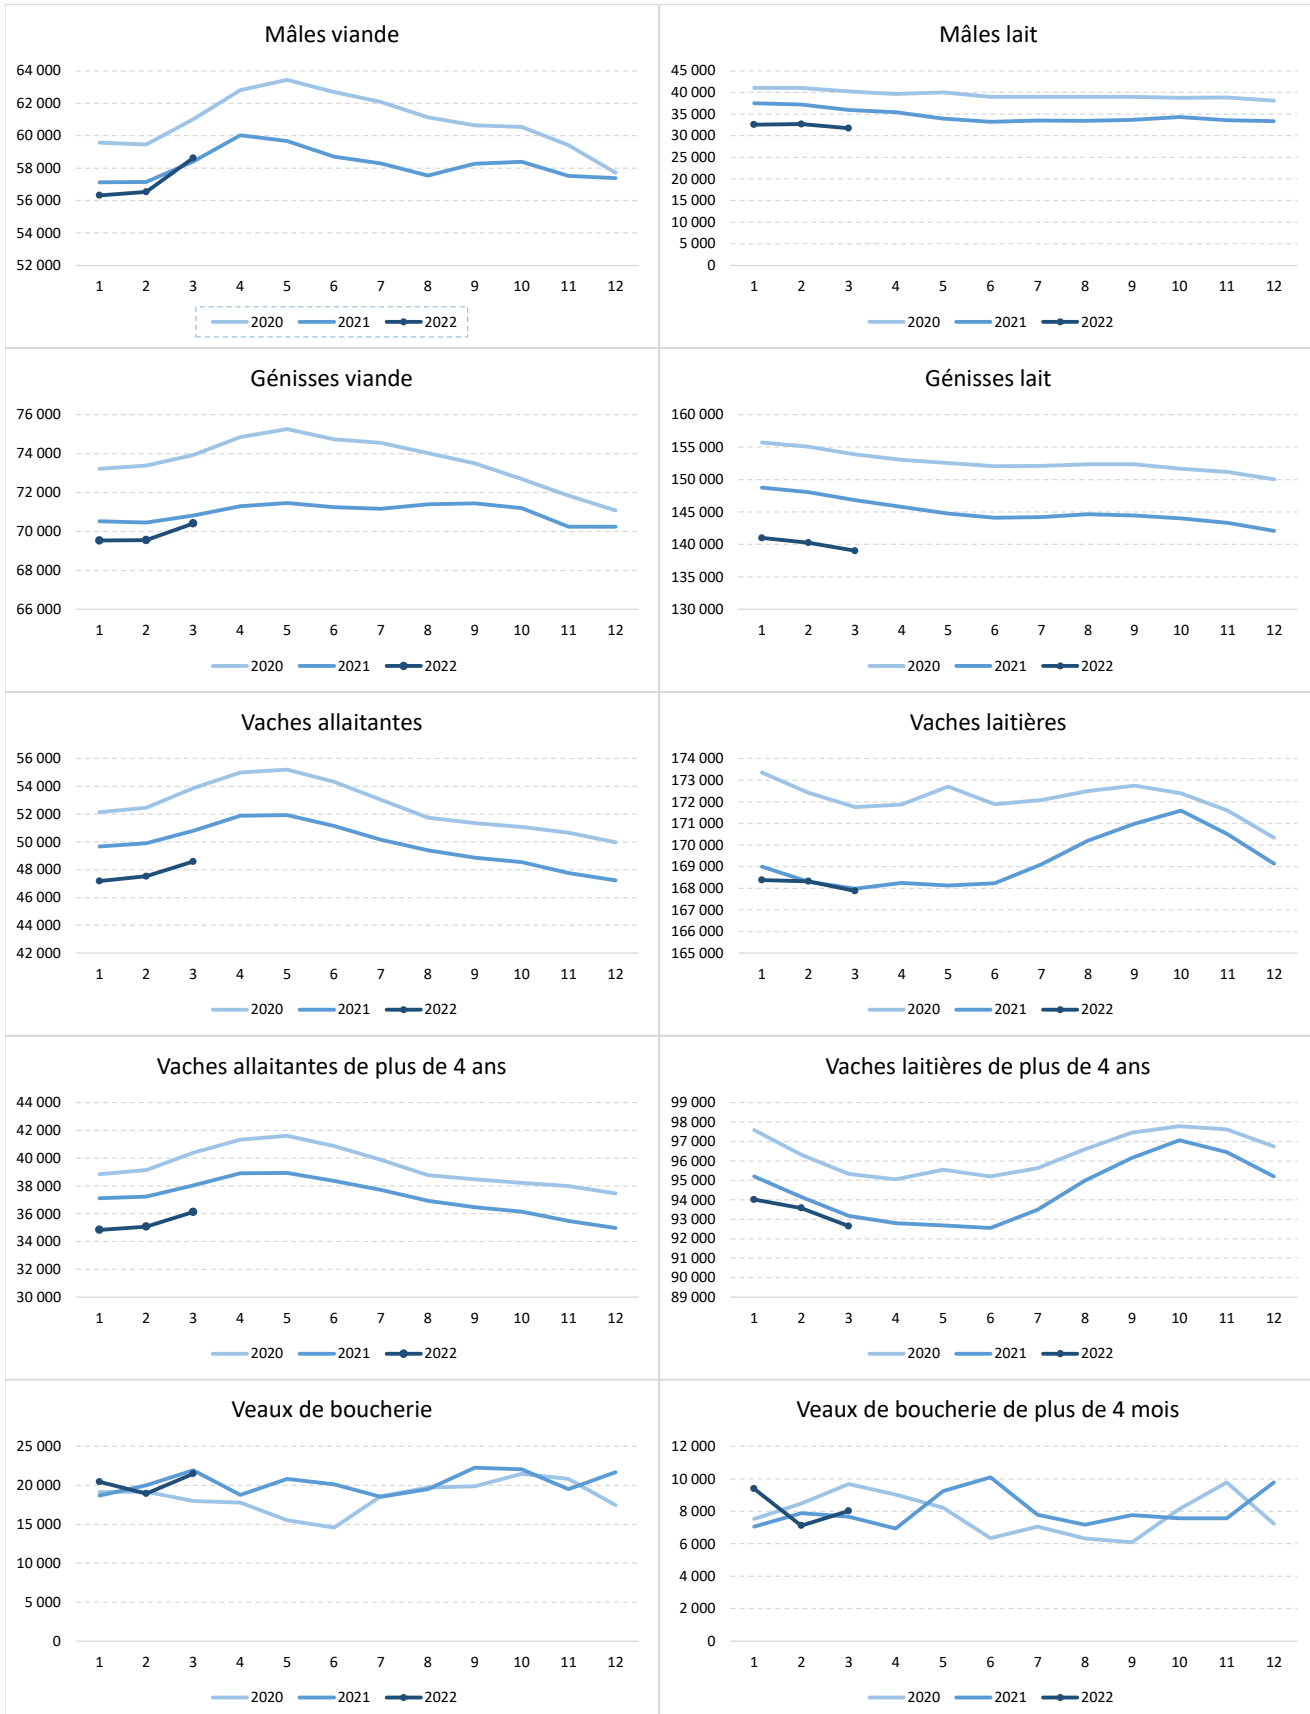 Mâles viande
64 000
62 000
60 000
58 000
56 000
54 000
52 000
1 2 3 4 5 6 7 8 9 10 11 12
2020 2021 2022
Mâles lait
45 000
40 000
35 000
30 000
25 000
20 000
15 000
10 000
5 000
0
1 2 3 4 5 6 7 8 9 10 11 12
2020 2021 2022
Génisses viande
76 000
74 000
72 000
70 000
68 000
66 000
1 2 3 4 5 6 7 8 9 10 11 12
2020 2021 2022
Génisses lait
160 000
155 000
150 000
145 000
140 000
135 000
130 000
1 2 3 4 5 6 7 8 9 10 11 12
2020 2021 2022
Vaches allaitantes
56 000
54 000
52 000
50 000
48 000
46 000
44 000
42 000
1 2 3 4 5 6 7 8 9 10 11 12
2020 2021 2022
Vaches laitières
174 000
173 000
172 000
171 000
170 000
169 000
168 000
167 000
166 000
165 000
1 2 3 4 5 6 7 8 9 10 11 12
2020 2021 2022
Vaches allaitantes de plus de 4 ans
44 000
42 000
40 000
38 000
36 000
34 000
32 000
30 000
1 2 3 4 5 6 7 8 9 10 11 12
2020 2021 2022
Vaches laitières de plus de 4 ans
99 000
98 000
97 000
96 000
95 000
94 000
93 000
92 000
91 000
90 000
89 000
1 2 3 4 5 6 7 8 9 10 11 12
2020 2021 2022
Veaux de boucherie
25 000
20 000
15 000
10 000
5 000
0
1 2 3 4 5 6 7 8 9 10 11 12
2020 2021 2022
Veaux de boucherie de plus de 4 mois
12 000
10 000
8 000
6 000
4 000
2 000
0
1 2 3 4 5 6 7 8 9 10 11 12
2020 2021 2022